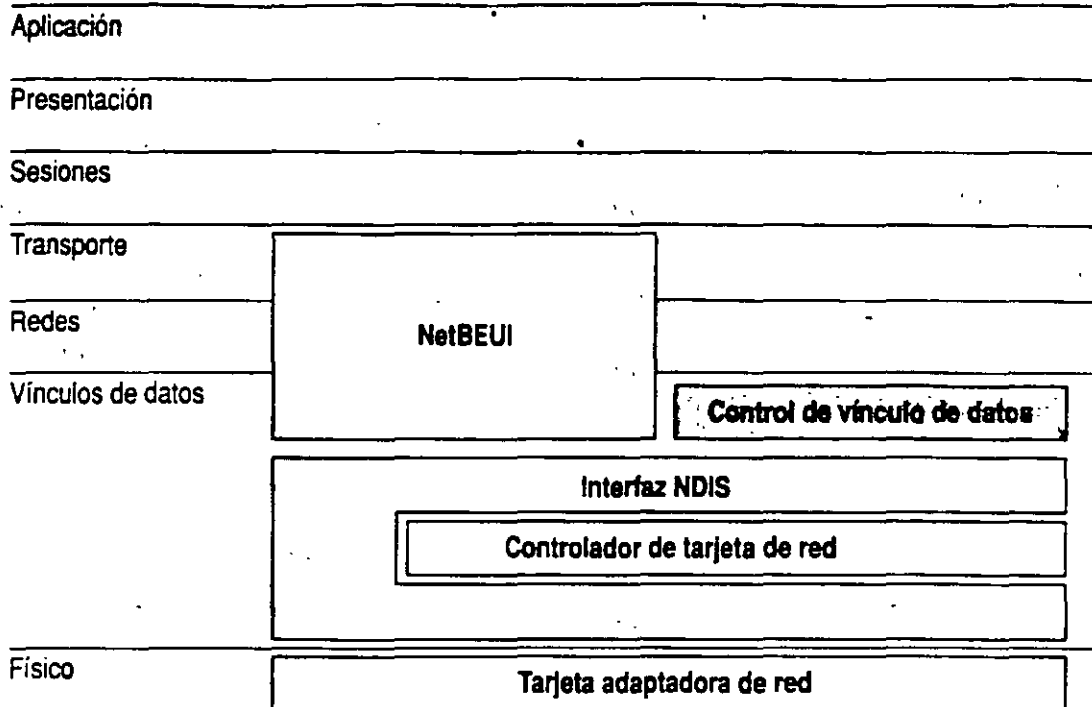 Aplicación
Presentación
Sesiones
Transporte
Redes
NetBEUI
Vínculos de datos
Control de vínculo de datos
Interfaz NDIS
Controlador de tarjeta de red
Físico
Tarjeta adaptadora de red